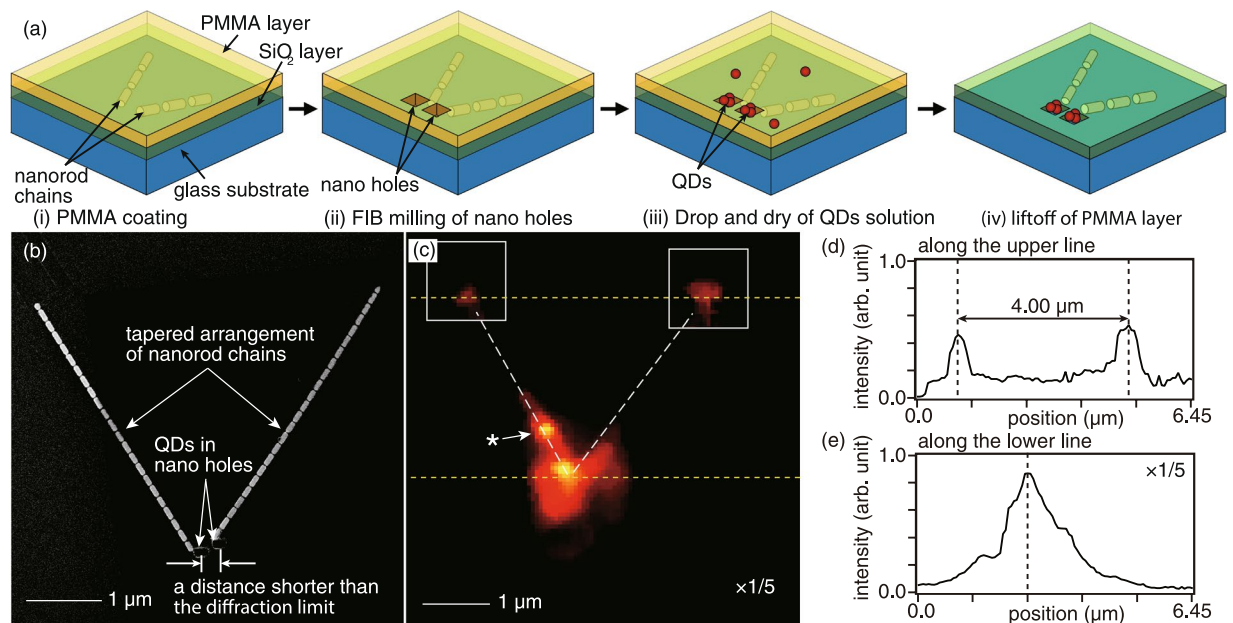 (a)
PMMA layer
SiO2 layer
nanorod
chains
glass substrate
nano holes
QDs
(i) PMMA coating
(ii) FIB milling of nano holes
(iii) Drop and dry of QDs solution
(iv) liftoff of PMMA layer
(b)
tapered arrangement
of nanorod chains
QDs in
nano holes
a distance shorter than
the diffraction limit
1 μm
(c)
*
1 μm
×1/5
(d)
along the upper line
intensity (arb. unit)
1.0
0.0
4.00 μm
0.0
position (μm)
6.45
(e)
along the lower line
intensity (arb. unit)
1.0
0.0
×1/5
0.0
position (μm)
6.45